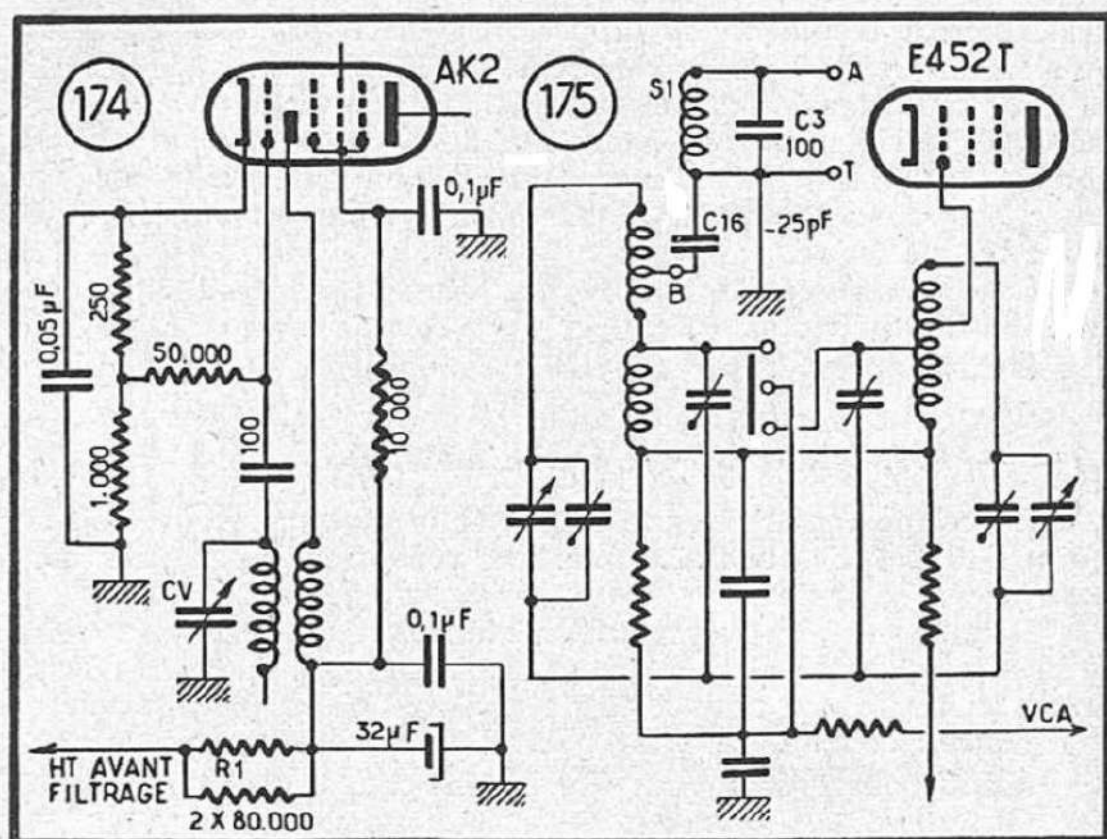 174
AK2
0,1µF
0,05µF
250
50.000
1.000
100
10 000
CV
0,1µF
32µF
HT AVANT
FILTRAGE
R1
2 X 80.000
175
E452T
S1
A
C3
100
T
C16
25pF
B
VCA